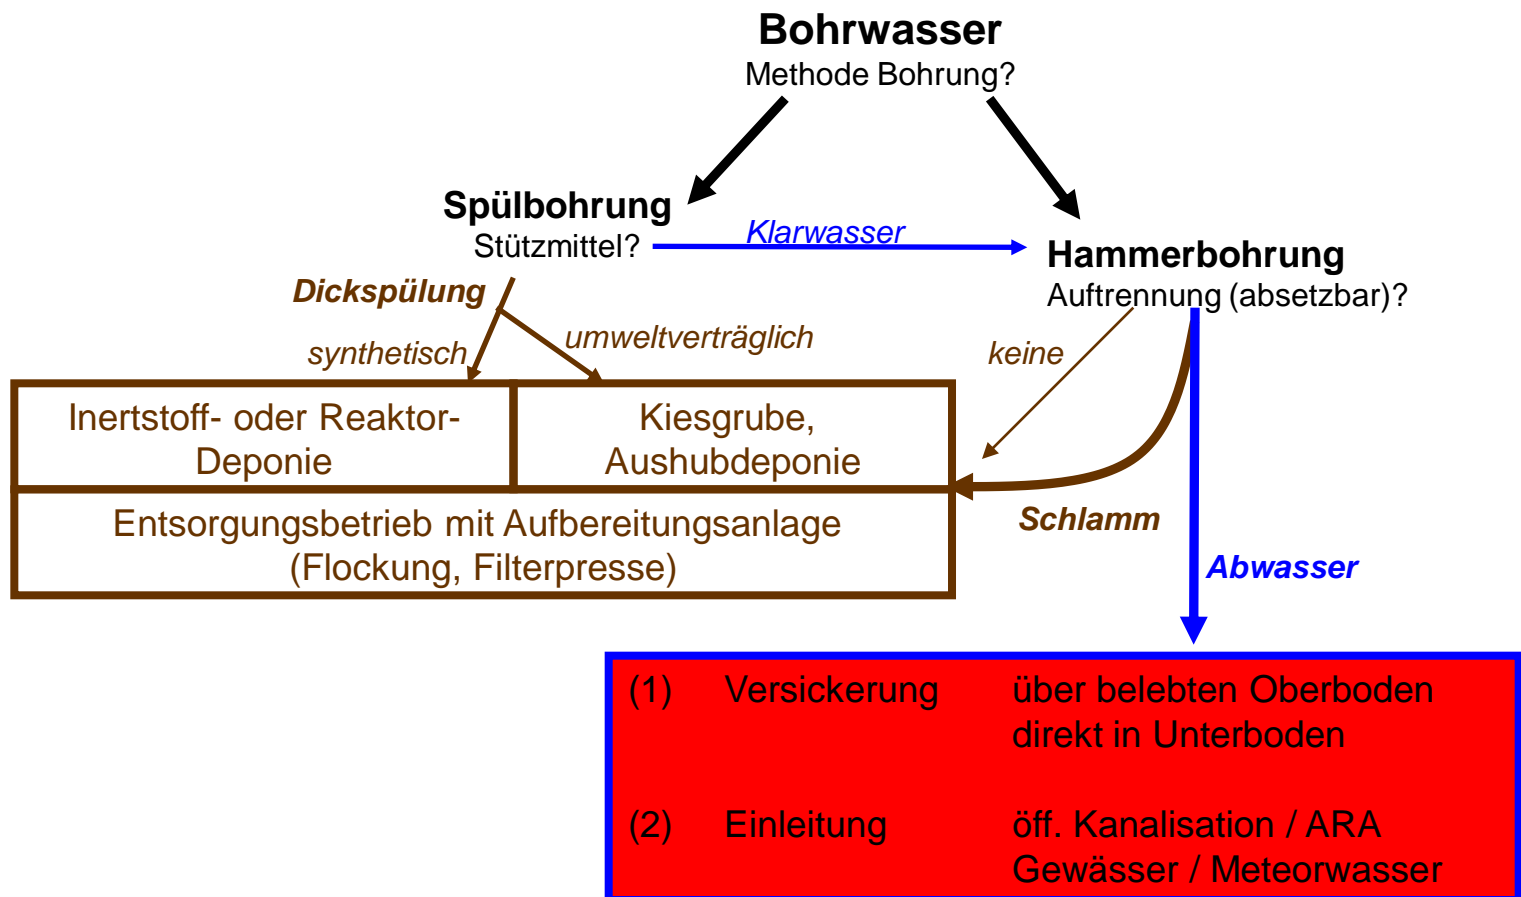 Bohrwasser
Methode Bohrung?
Spülbohrung
Stützmittel?
Klarwasser
Hammerbohrung
Auftrennung (absetzbar)?
Dickspülung
synthetisch
umweltverträglich
keine
Inertstoff- oder Reaktor-
Deponie
Kiesgrube,
Aushubdeponie
Entsorgungsbetrieb mit Aufbereitungsanlage
(Flockung, Filterpresse)
Schlamm
Abwasser
(1) Versickerung über belebten Oberboden
direkt in Unterboden
(2) Einleitung öff. Kanalisation / ARA
Gewässer / Meteorwasser